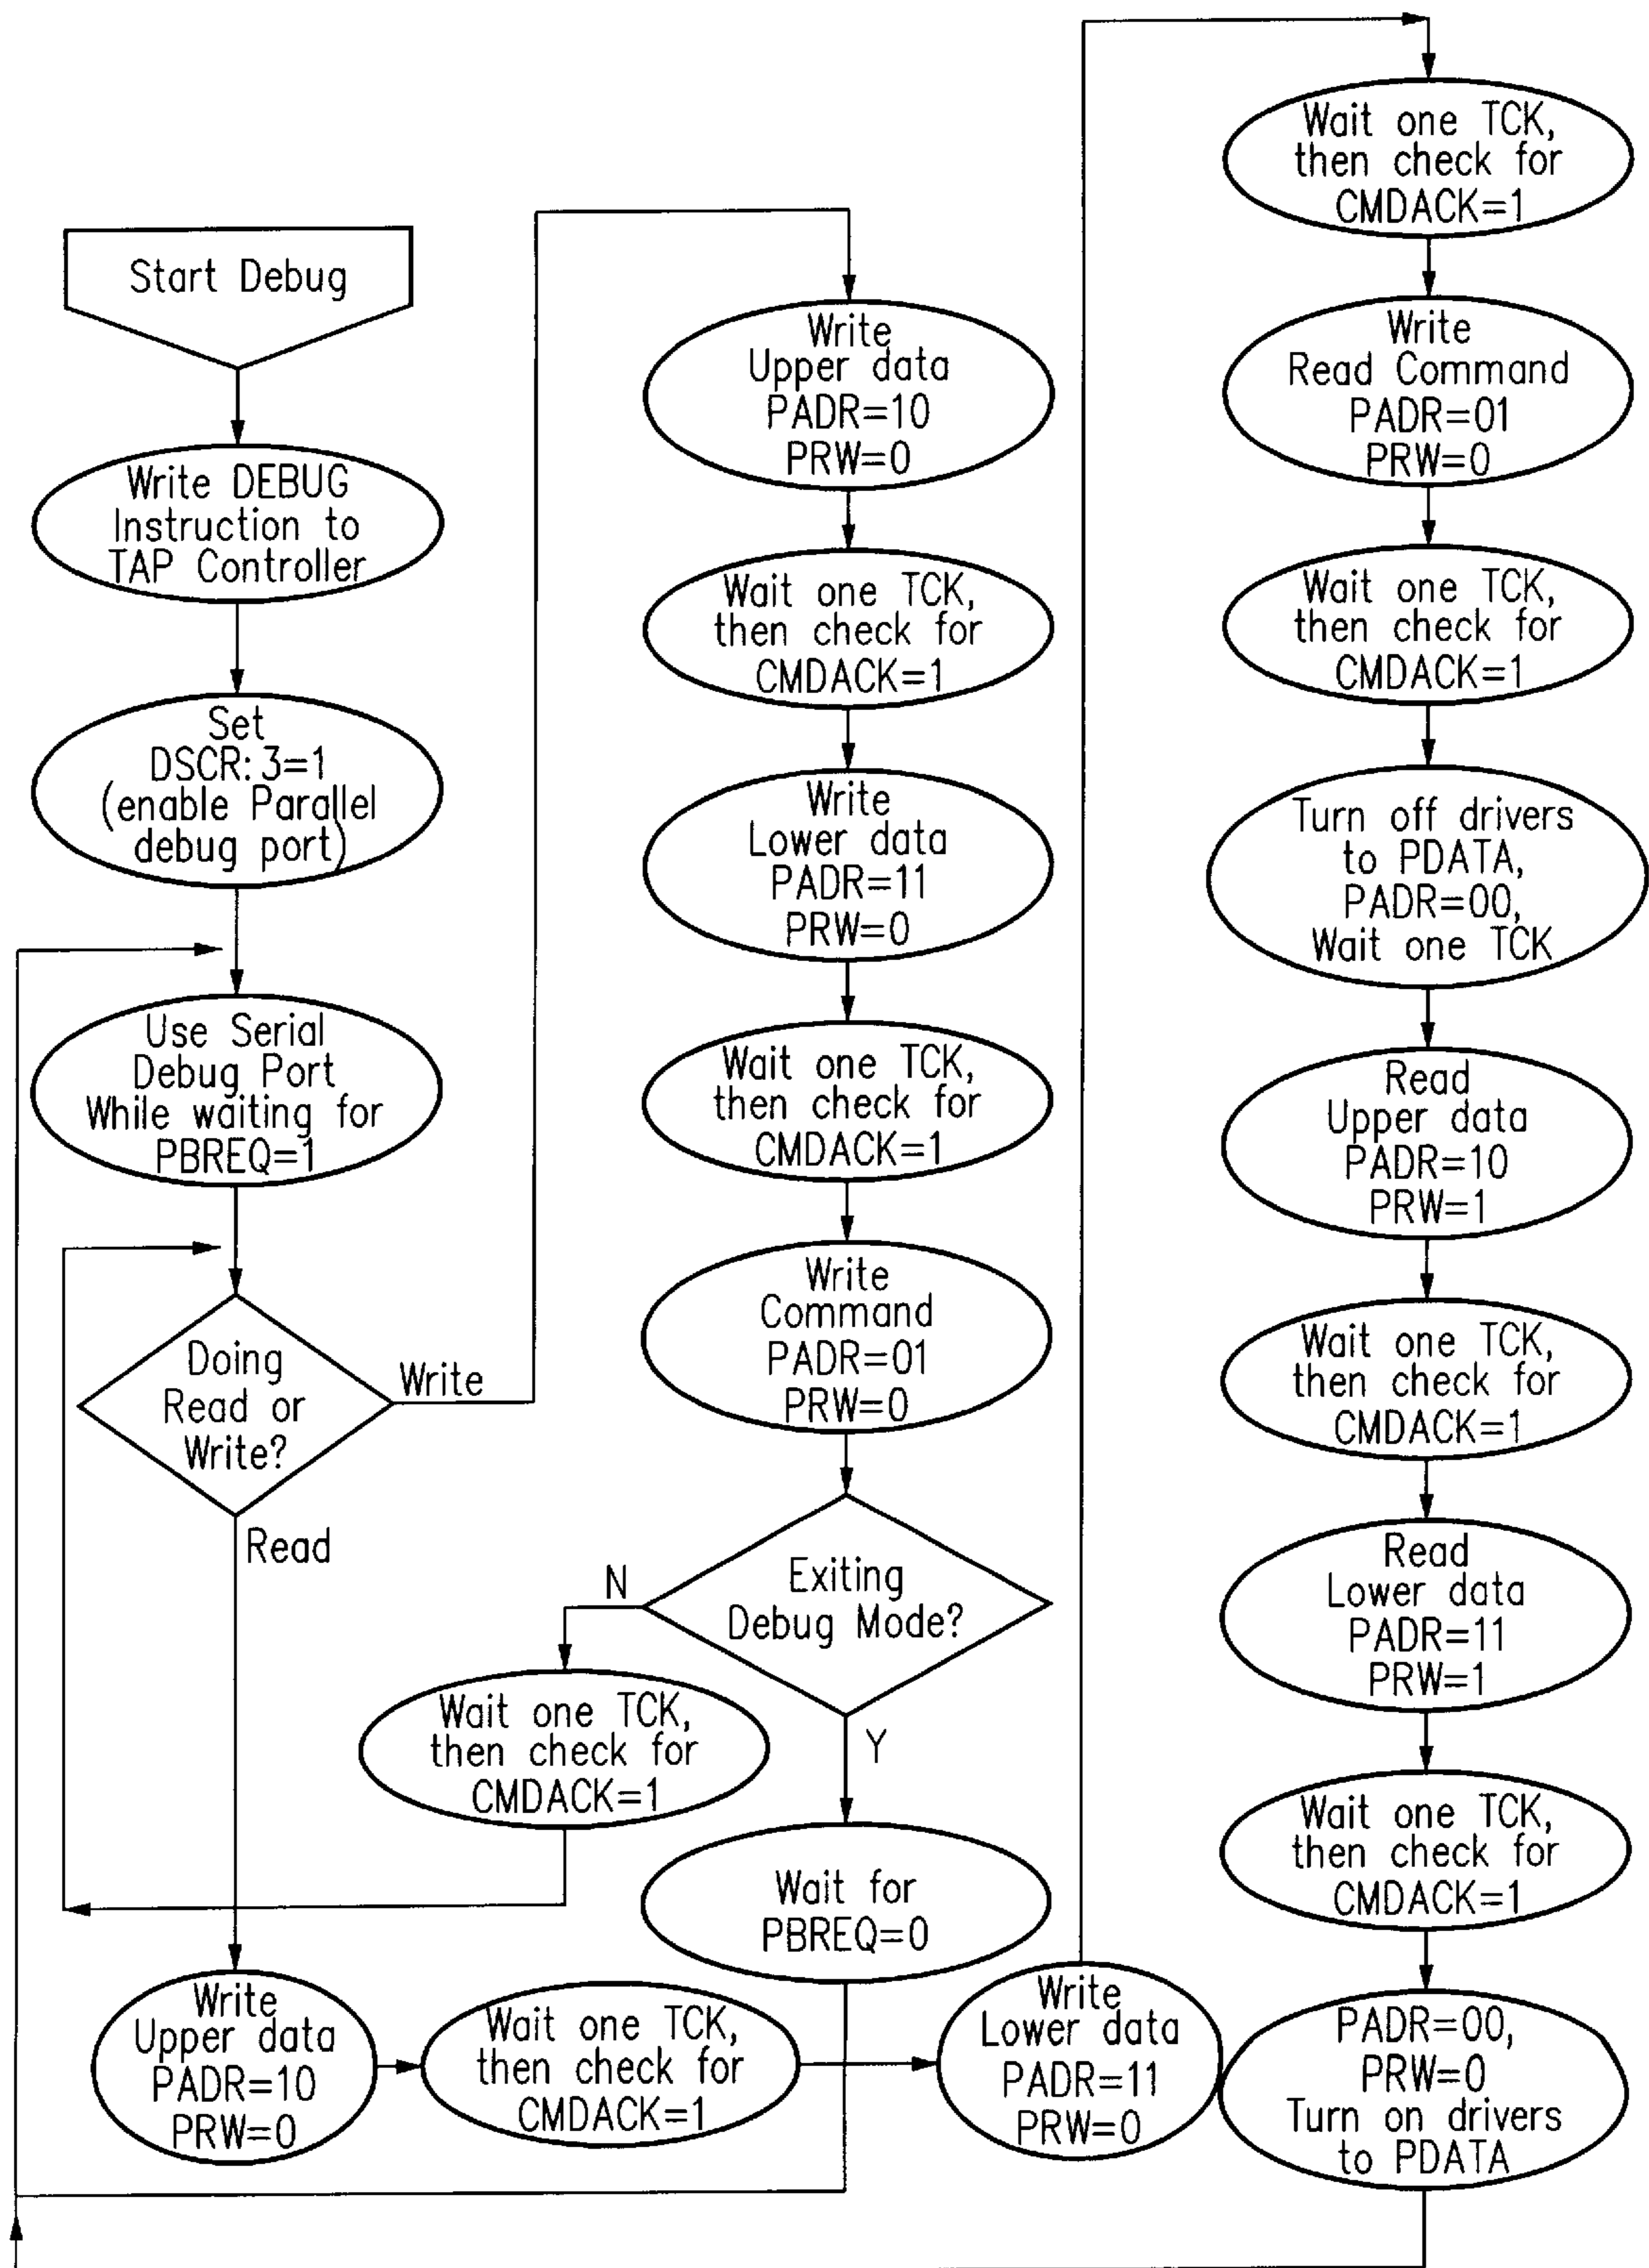 Start Debug
Write DEBUG
Instruction to
TAP Controller
Set
DSCR: 3=1
(enable Parallel
debug port)
Use Serial
Debug Port
While waiting for
PBREQ=1
Doing
Read or
Write?
Write
Read
Write
Upper data
PADR=10
PRW=0
Wait one TCK,
then check for
CMDACK=1
Write
Lower data
PADR=11
PRW=0
Wait one TCK,
then check for
CMDACK=1
Write
Command
PADR=01
PRW=0
Exiting
Debug Mode?
N
Y
Wait one TCK,
then check for
CMDACK=1
Wait for
PBREQ=0
Write
Upper data
PADR=10
PRW=0
Wait one TCK,
then check for
CMDACK=1
Write
Lower data
PADR=11
PRW=0
Wait one TCK,
then check for
CMDACK=1
Write
Read Command
PADR=01
PRW=0
Wait one TCK,
then check for
CMDACK=1
Turn off drivers
to PDATA,
PADR=00,
Wait one TCK
Read
Upper data
PADR=10
PRW=1
Wait one TCK,
then check for
CMDACK=1
Read
Lower data
PADR=11
PRW=1
Wait one TCK,
then check for
CMDACK=1
PADR=00,
PRW=0
Turn on drivers
to PDATA